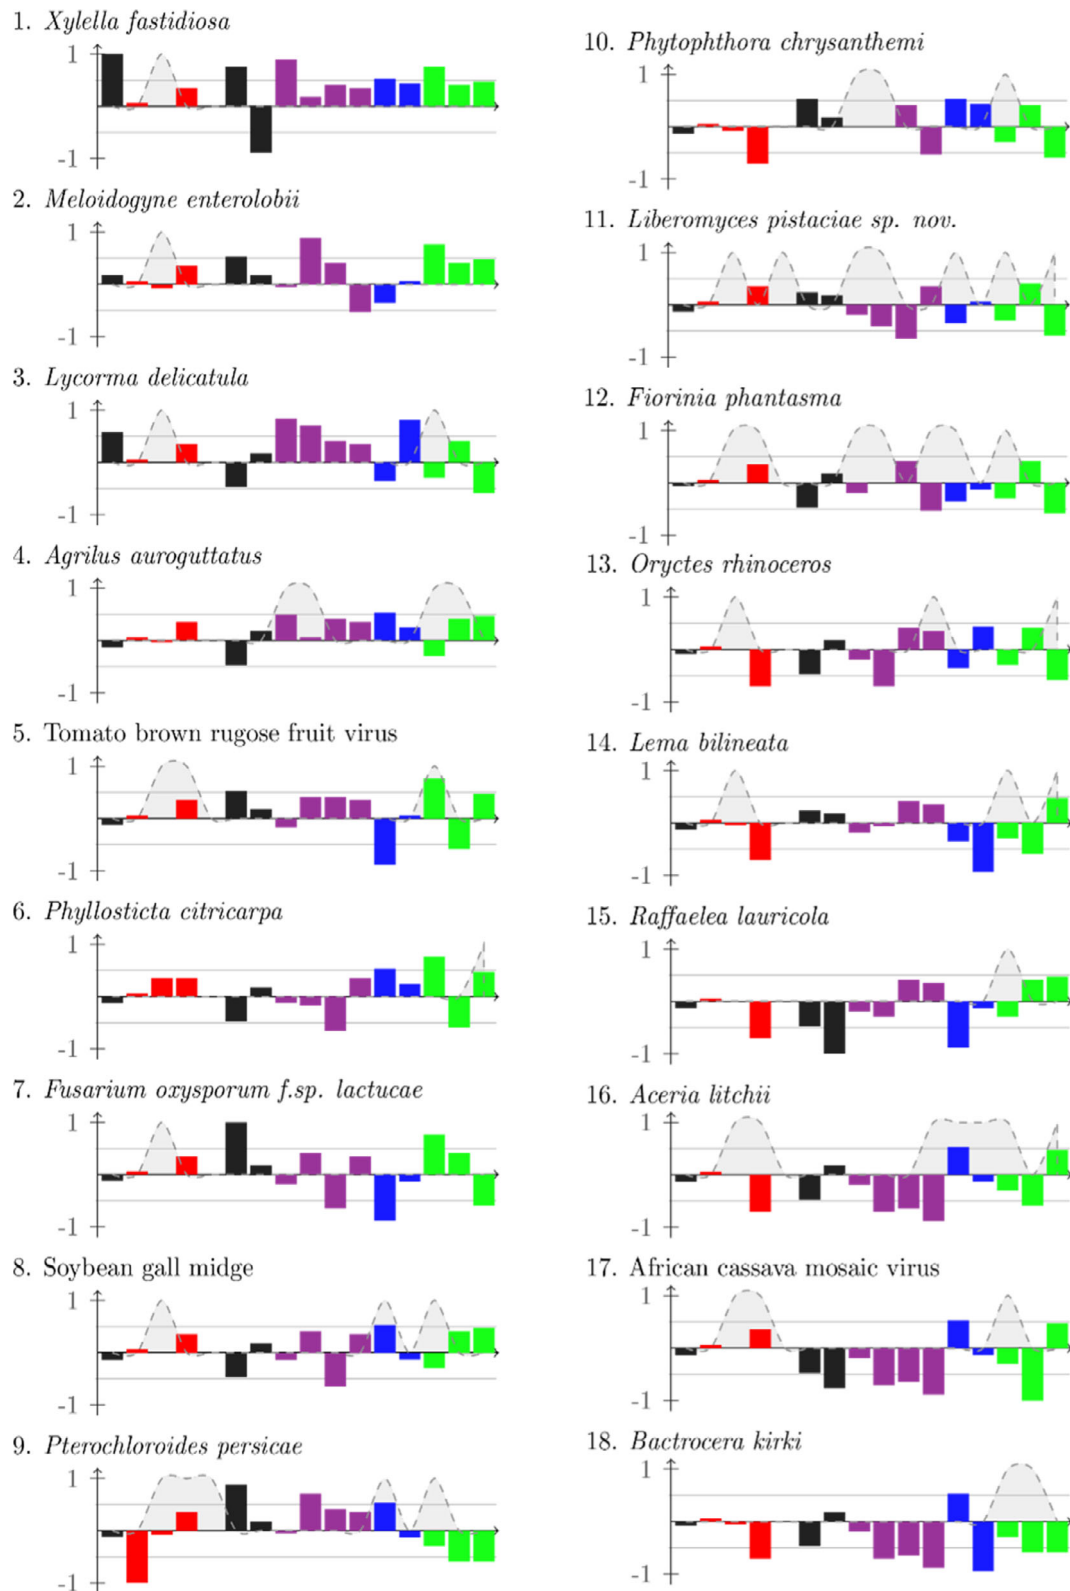 1. Xylella fastidiosa
1
-1
2. Meloidogyne enterolobii
1
-1
3. Lycorma delicatula
1
-1
4. Agrilus auroguttatus
1
-1
5. Tomato brown rugose fruit virus
1
-1
6. Phyllosticta citricarpa
1
-1
7. Fusarium oxysporum f.sp. lactucae
1
-1
8. Soybean gall midge
1
-1
9. Pterochloroides persicae
1
-1
10. Phytophthora chrysanthemi
1
-1
11. Liberomyces pistaciae sp. nov.
1
-1
12. Fiorinia phantasma
1
-1
13. Oryctes rhinoceros
1
-1
14. Lema bilineata
1
-1
15. Raffaelea lauricola
1
-1
16. Aceria litchii
1
-1
17. African cassava mosaic virus
1
-1
18. Bactrocera kirki
1
-1